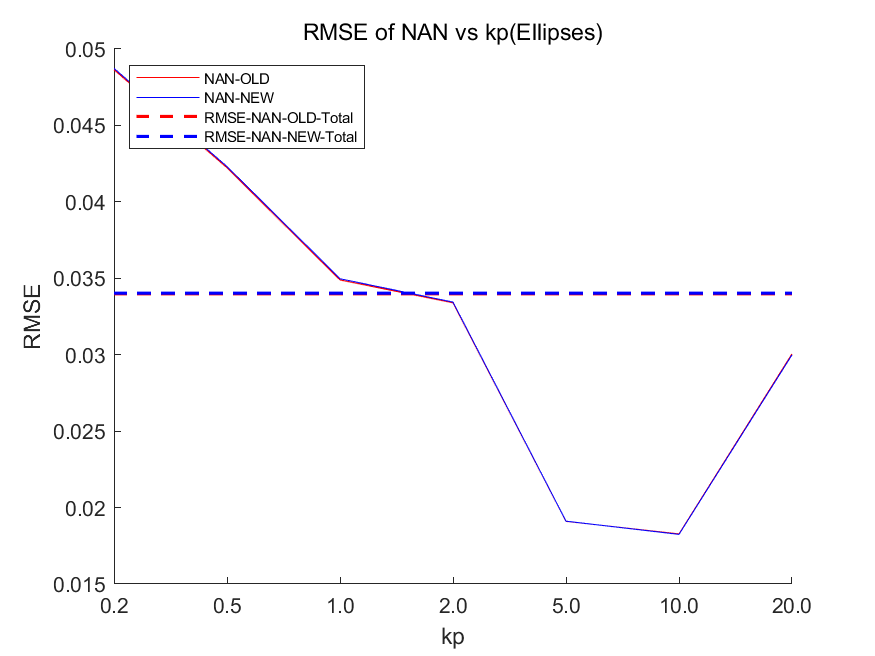 RMSE of NAN vs kp(Ellipses)
0.05
NAN-OLD
NAN-NEW
RMSE-NAN-OLD-Total
RMSE-NAN-NEW-Total
0.045
0.04
0.035
RMSE
0.03
0.025
0.02
0.015
0.2 0.5 1.0 2.0 5.0 10.0 20.0
kp